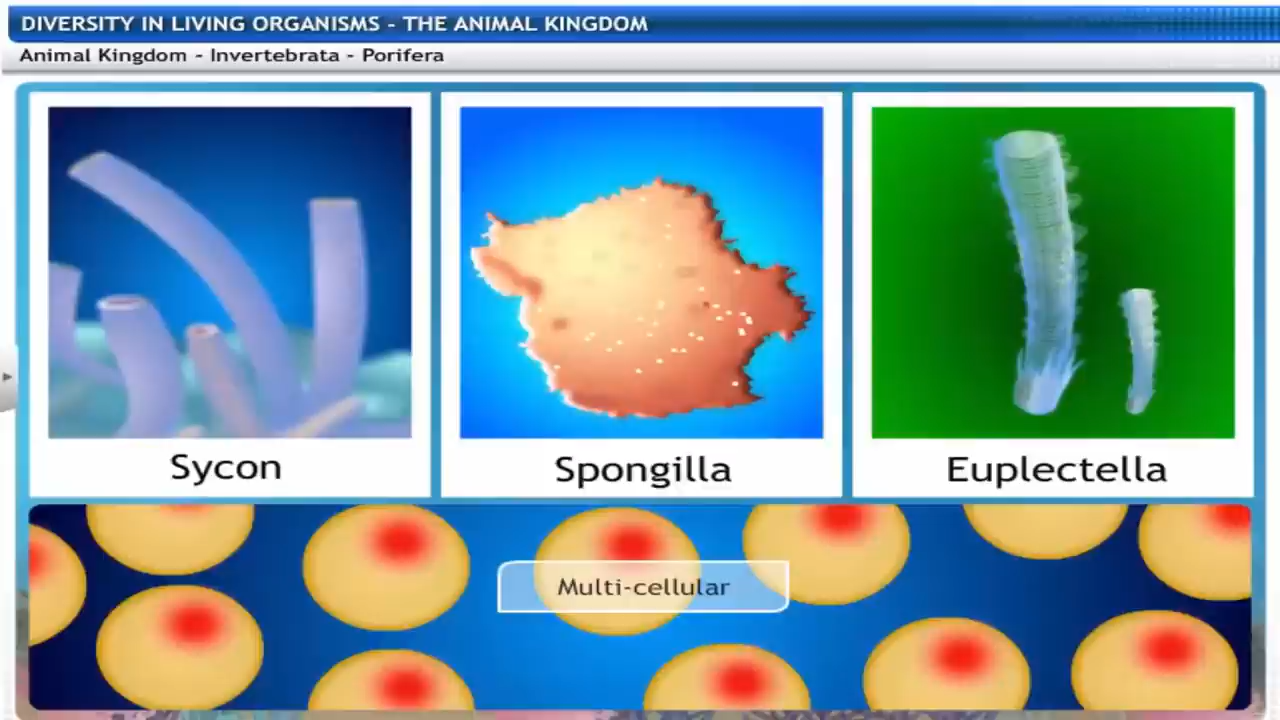 DIVERSITY IN LIVING ORGANISMS - THE ANIMAL KINGDOM
Animal Kingdom - Invertebrata - Porifera
Sycon
Spongilla
Euplectella
Multi-cellular